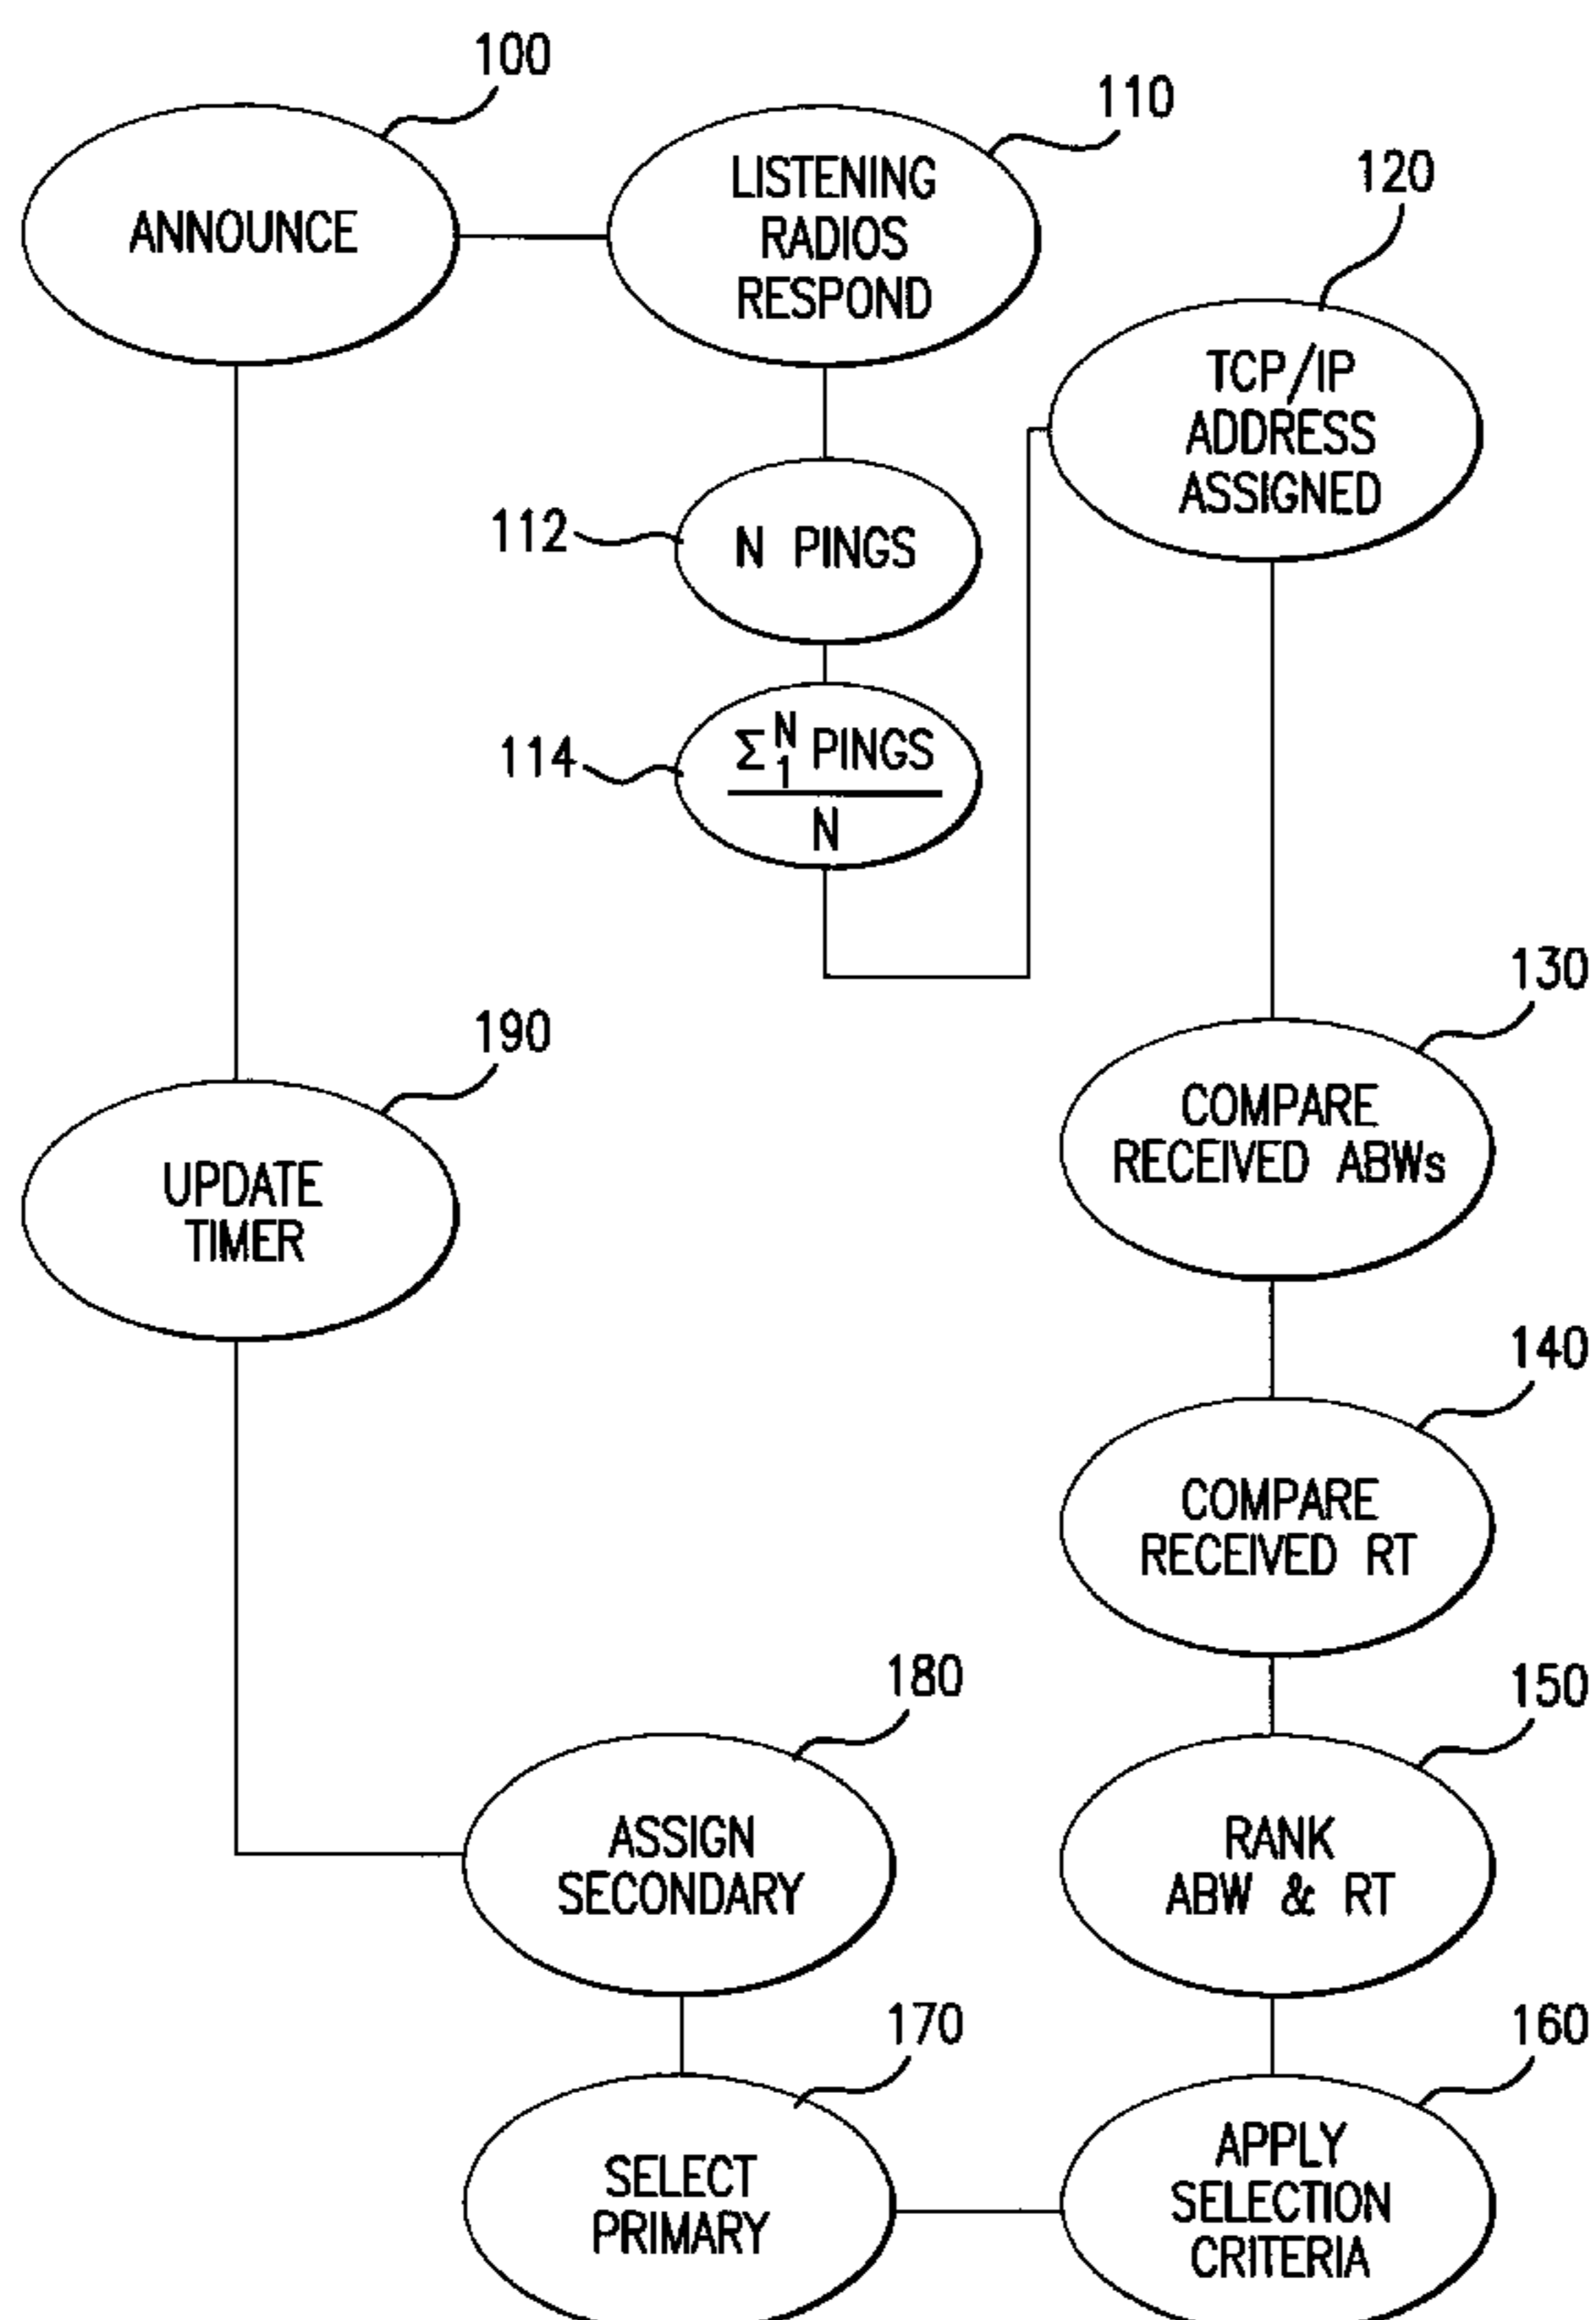 100
ANNOUNCE
110
LISTENING
RADIOS
RESPOND
120
TCP/IP
ADDRESS
ASSIGNED
112
N PINGS
114
Σ₁ᴺ PINGS
N
130
COMPARE
RECEIVED ABWs
190
UPDATE
TIMER
140
COMPARE
RECEIVED RT
150
RANK
ABW & RT
180
ASSIGN
SECONDARY
170
SELECT
PRIMARY
160
APPLY
SELECTION
CRITERIA